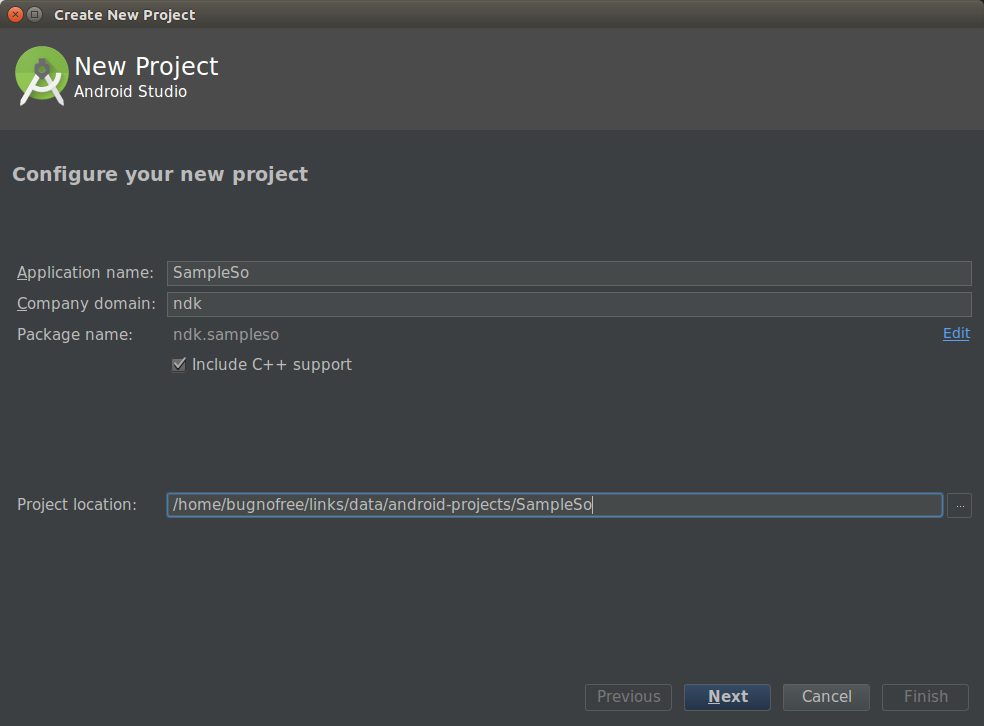 Create New Project
New Project
Android Studio
Configure your new project
Application name: SampleSo
Company domain: ndk
Package name: ndk.sampleso Edit
Include C++ support
Project location: /home/bugnofree/links/data/android-projects/SampleSo ...
Previous Next Cancel Finish